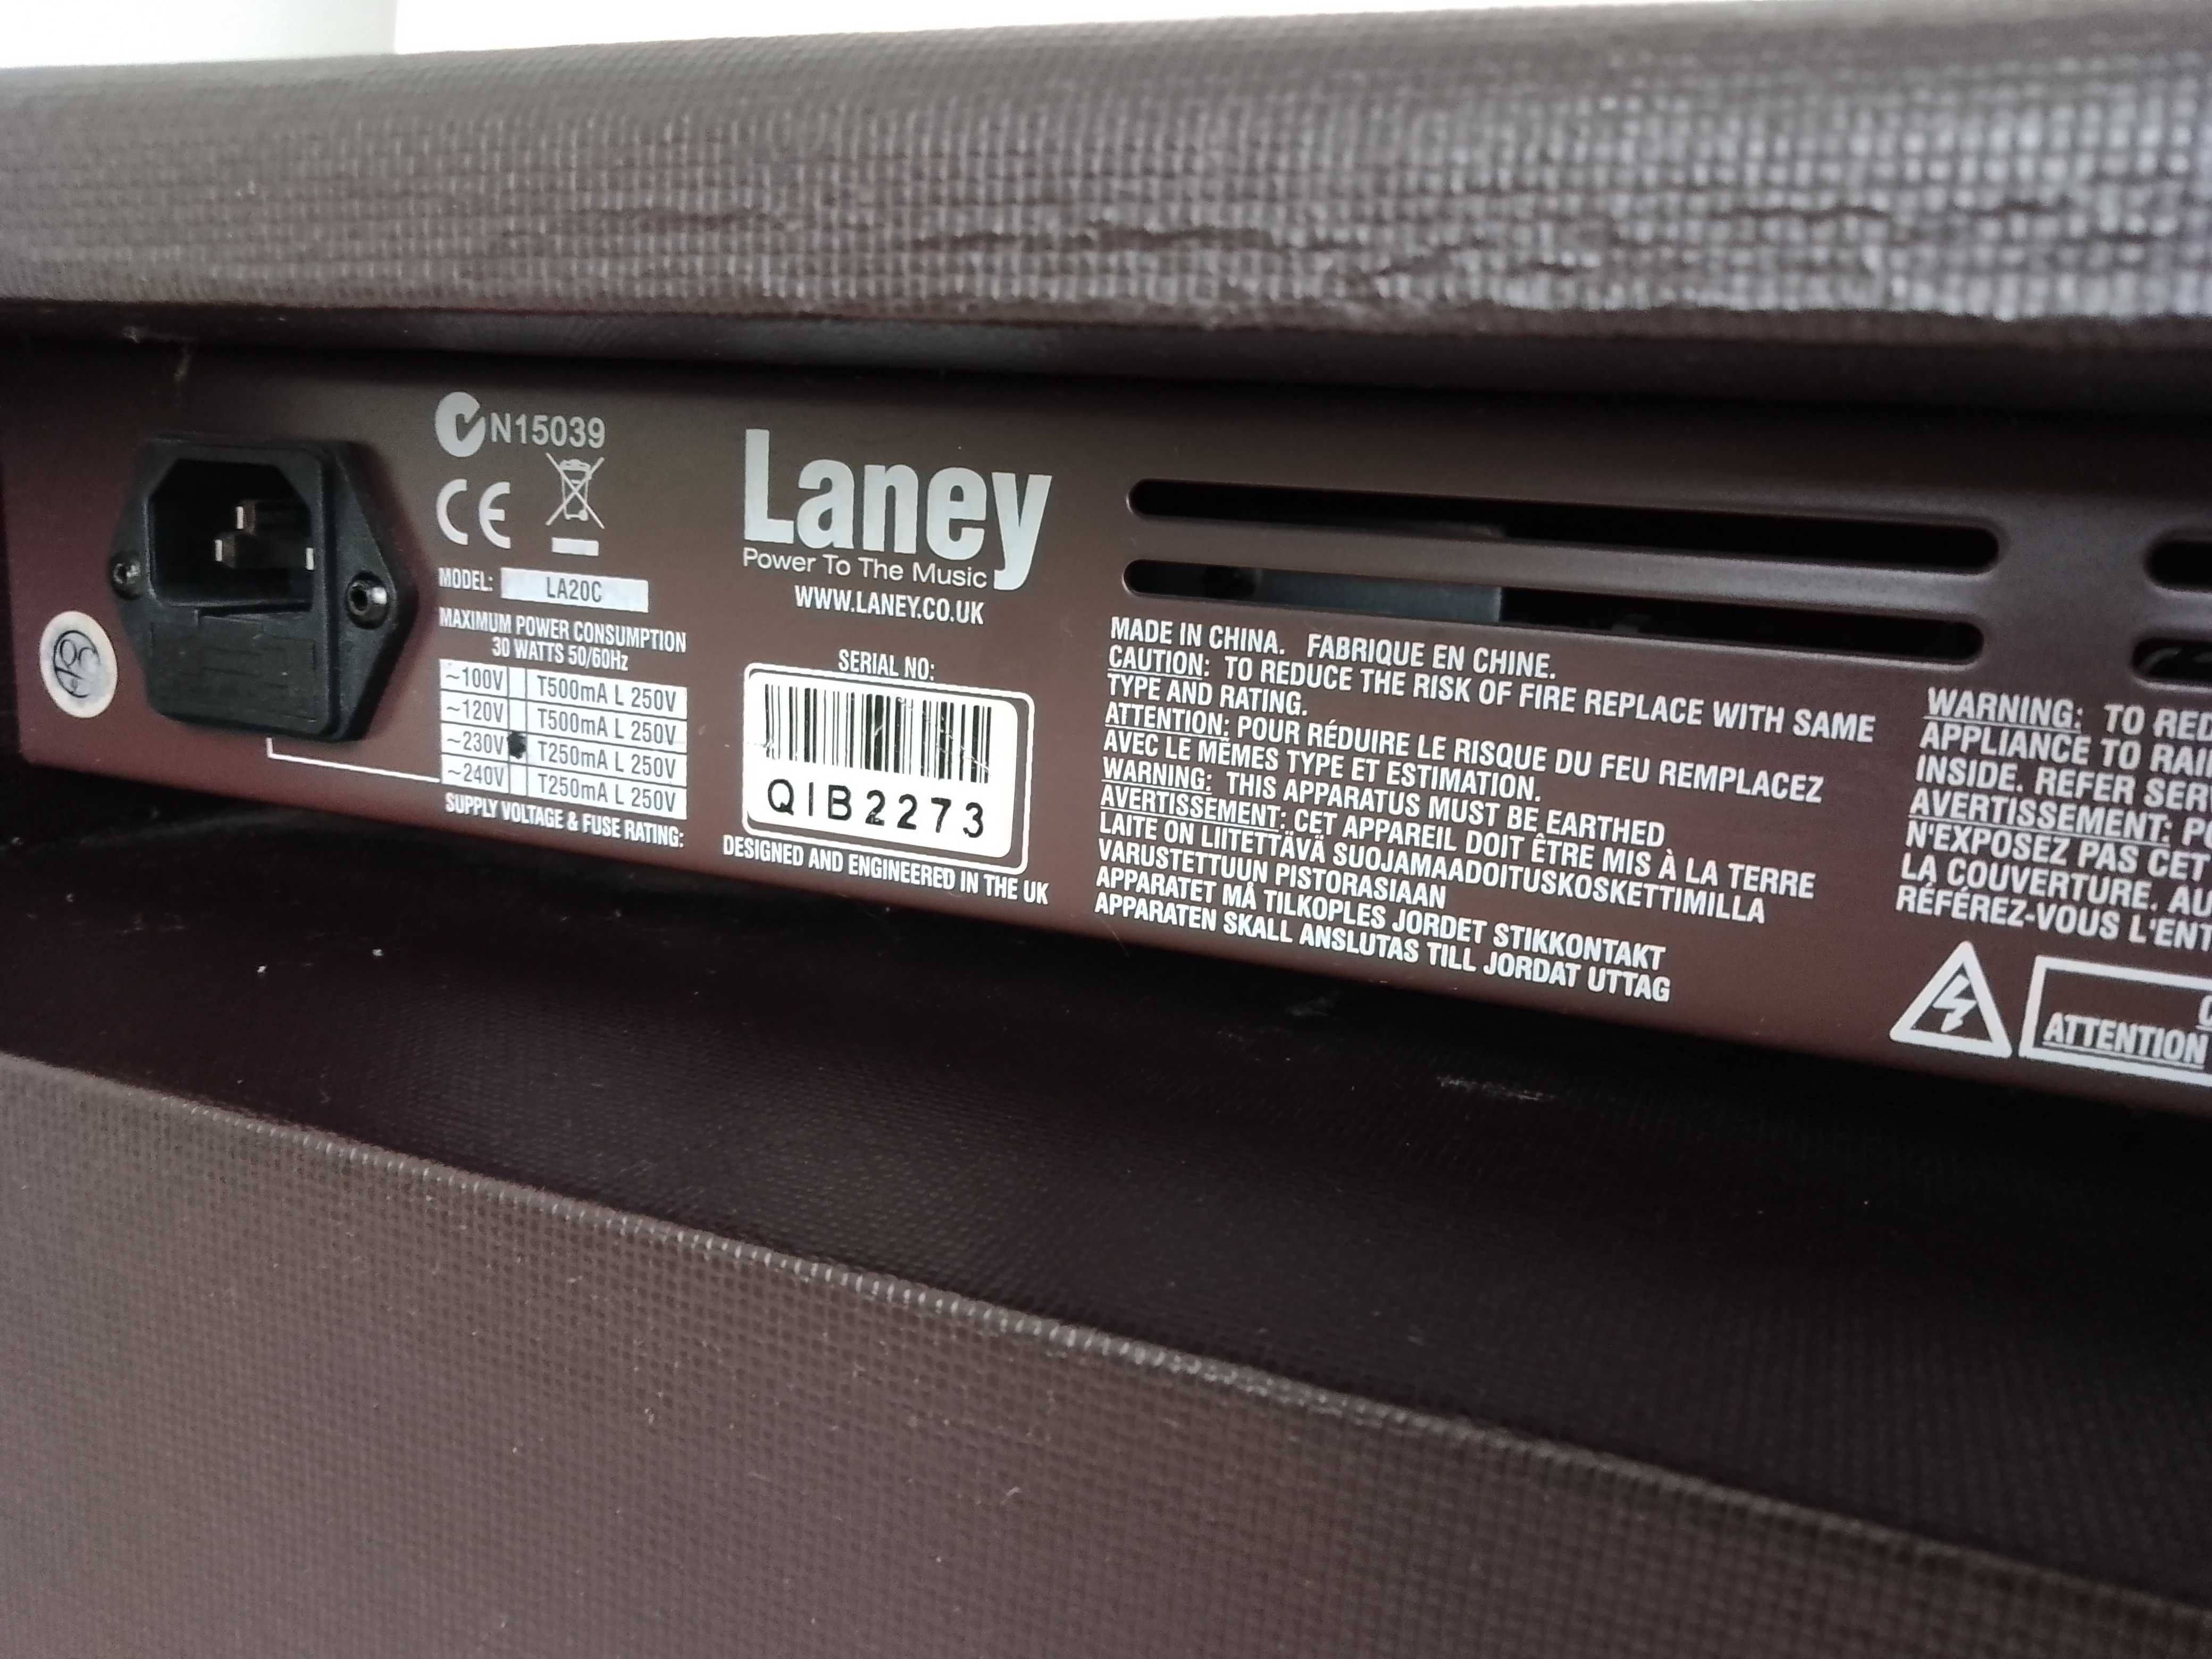 N15039
CE
MODEL: LA20C
MAXIMUM POWER CONSUMPTION
30 WATTS 50/60Hz
~100V T500mA L 250V
~120V T500mA L 250V
~230V T250mA L 250V
~240V T250mA L 250V
SUPPLY VOLTAGE & FUSE RATING:
Laney
Power To The Music
WWW.LANEY.CO.UK
SERIAL NO:
QIB2273
DESIGNED AND ENGINEERED IN THE UK
MADE IN CHINA. FABRIQUE EN CHINE.
CAUTION: TO REDUCE THE RISK OF FIRE REPLACE WITH SAME
TYPE AND RATING.
ATTENTION: POUR RÉDUIRE LE RISQUE DU FEU REMPLACEZ
AVEC LE MÊMES TYPE ET ESTIMATION.
WARNING: THIS APPARATUS MUST BE EARTHED
AVERTISSEMENT: CET APPAREIL DOIT ÊTRE MIS À LA TERRE
LAITE ON LIITETTÄVÄ SUOJAMAADOITUSKOSKETTIMILLA
VARUSTETTUUN PISTORASIAAN
APPARATET MÅ TILKOPLES JORDET STIKKONTAKT
APPARATEN SKALL ANSLUTAS TILL JORDAT UTTAG
WARNING: TO RED
APPLIANCE TO RAI
INSIDE. REFER SER
AVERTISSEMENT: P
N'EXPOSEZ PAS CET
LA COUVERTURE. AU
RÉFÉREZ-VOUS L'ENT
ATTENTION